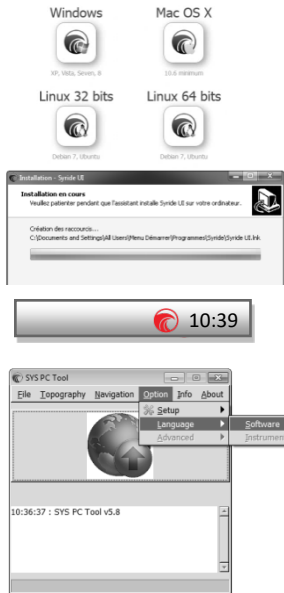 Windows Mac OS X
XP, Vista, Seven, 8 10.6 minimum
Linux 32 bits Linux 64 bits
Debian 7, Ubuntu Debian 7, Ubuntu
Installation - Syride UI
Installation en cours
Veuillez patienter pendant que l'assistant installe Syride UI sur votre ordinateur.
Création des raccourcis...
C:\Documents and Settings\All Users\Menu Démarrer\Programmes\Syride\Syride UI.lnk
10:39
SYS PC Tool
File Topography Navigation Option Info About
Setup
Language Software
Advanced Instrumen
10:36:37 : SYS PC Tool v5.8